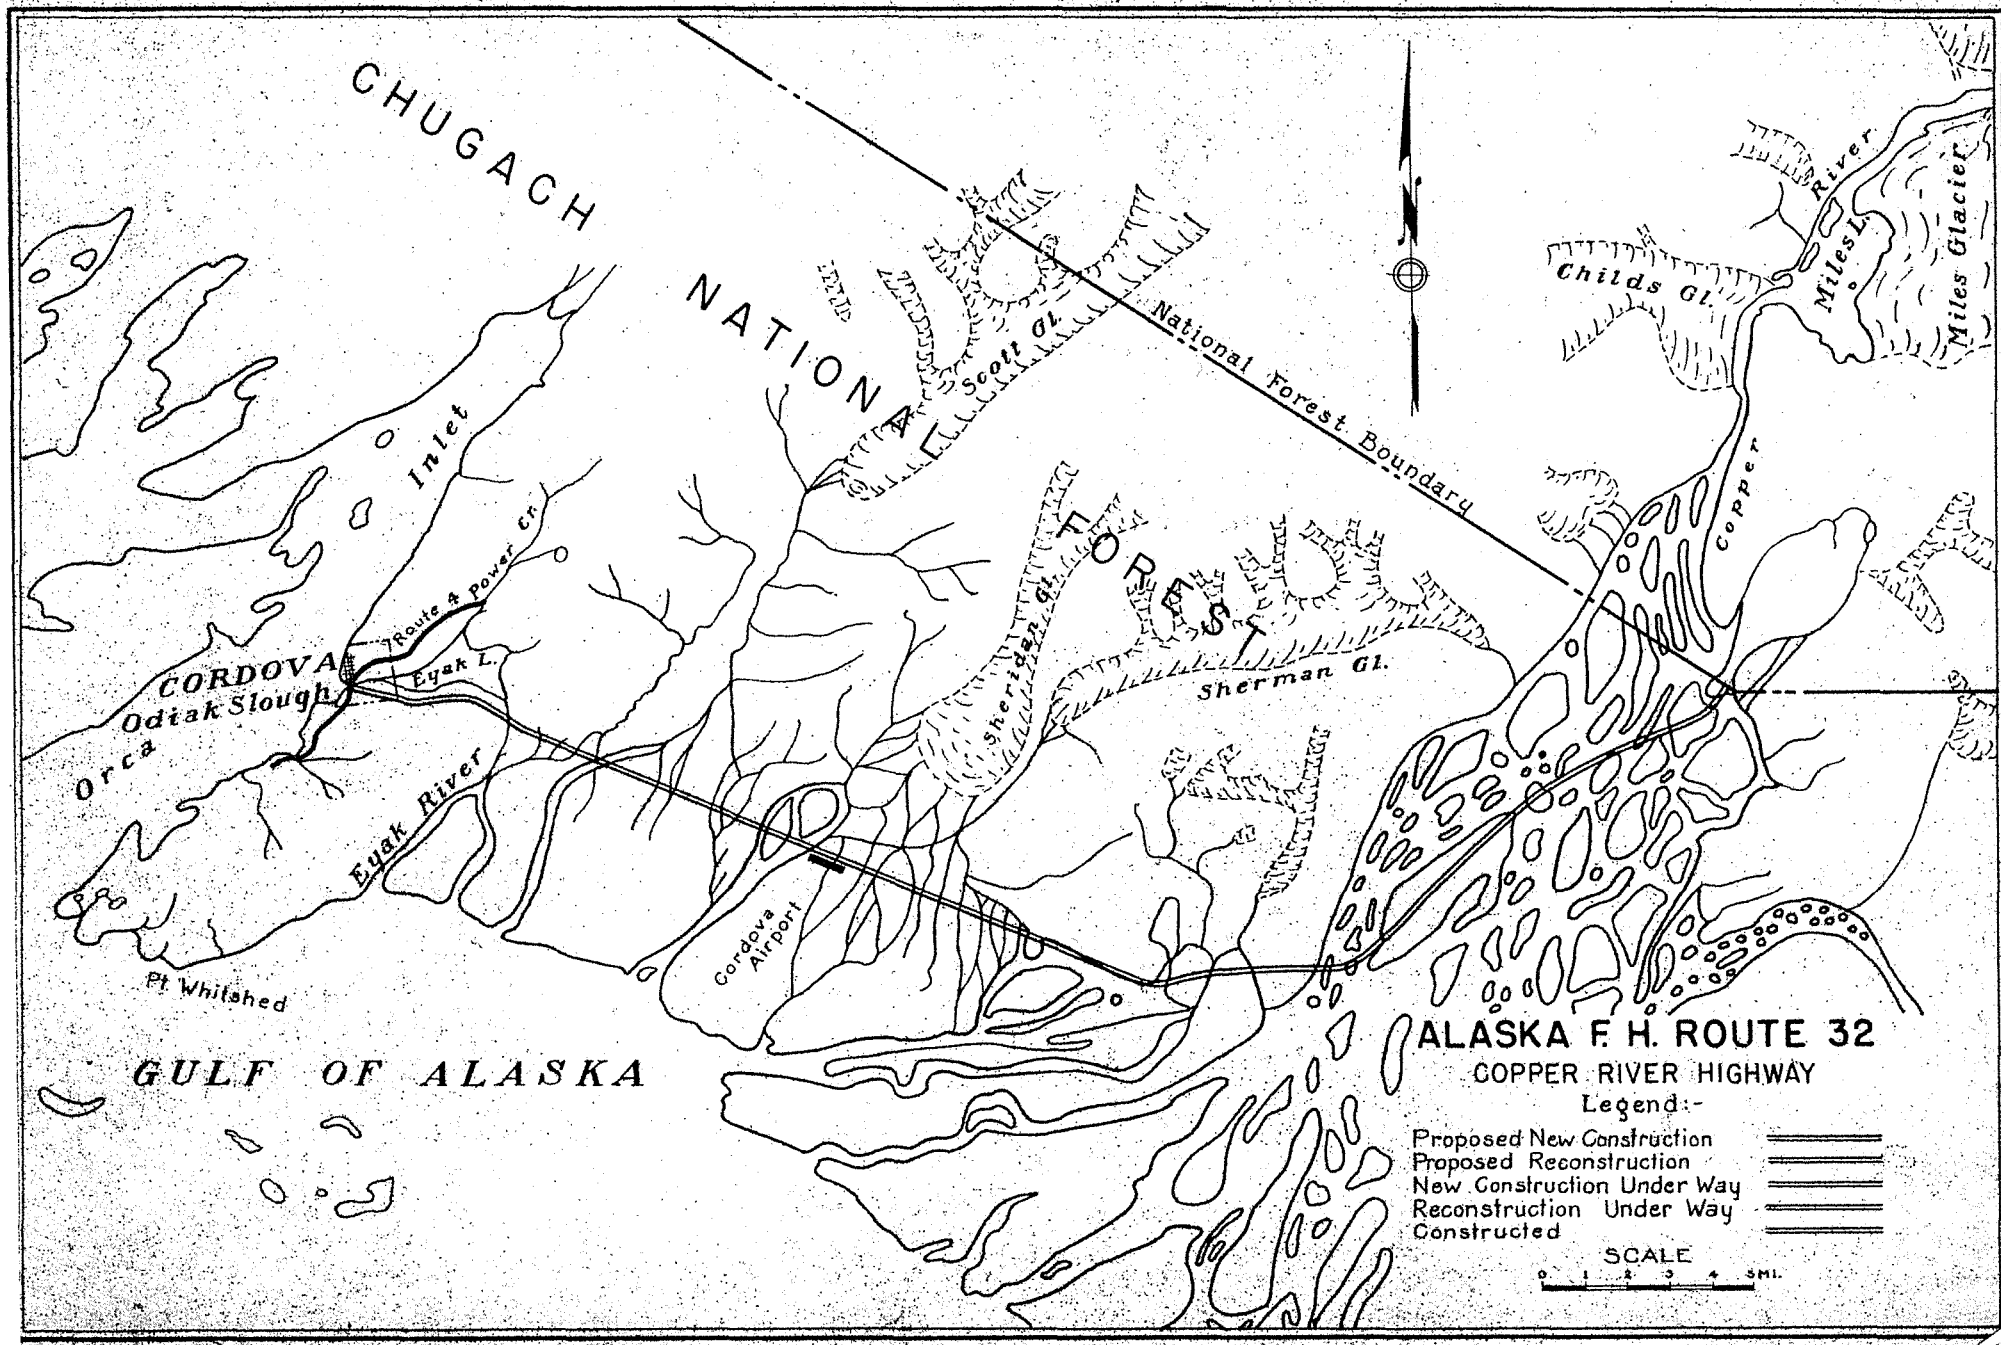 CHUGACH
NATIONAL
FOREST
National Forest Boundary
N
River
Miles L.
Miles Glacier
Childs Gl.
Scott Gl.
Inlet
Copper
Route 4 Power Cr.
Eyak L.
CORDOVA
Odiak Slough
Orca
Eyak River
Sheridan Gl.
Sherman Gl.
Cordova
Airport
Pt Whitshed
GULF OF ALASKA
ALASKA F. H. ROUTE 32
COPPER RIVER HIGHWAY
Legend:-
Proposed New Construction
Proposed Reconstruction
New Construction Under Way
Reconstruction Under Way
Constructed
SCALE
0 1 2 3 4 5MI.